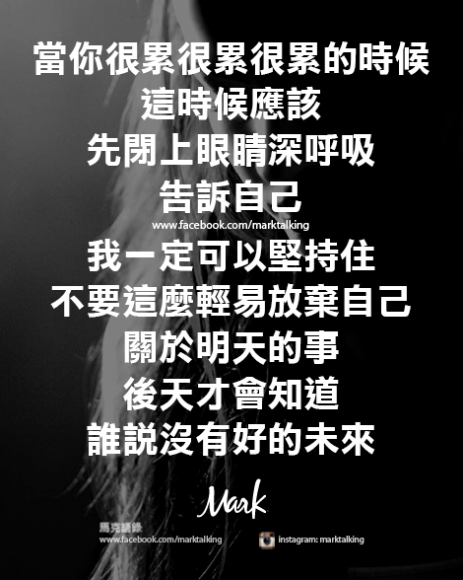 當你很累很累很累的時候
這時候應該
先閉上眼睛深呼吸
告訴自己
www.facebook.com/marktalking
我一定可以堅持住
不要這麼輕易放棄自己
關於明天的事
後天才會知道
誰說沒有好的未來
Mark
馬克語錄
www.facebook.com/marktalking
instagram: marktalking